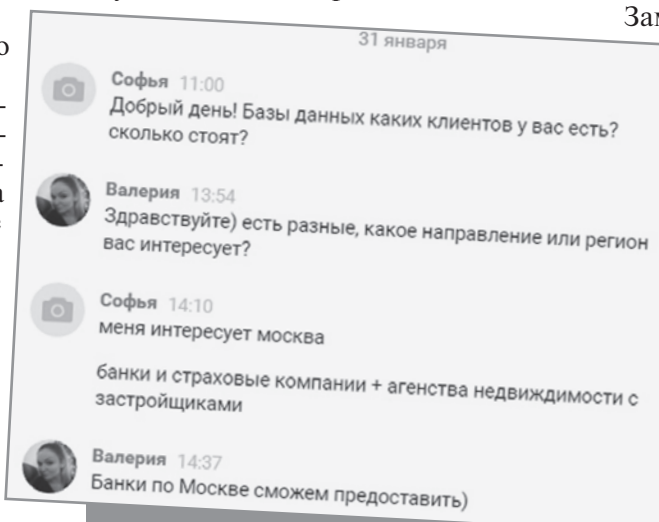 Зам
о
-
-
-
а
31 января
Софья 11:00
Добрый день! Базы данных каких клиентов у вас есть?
сколько стоят?
Валерия 13:54
Здравствуйте) есть разные, какое направление или регион
вас интересует?
Софья 14:10
меня интересует москва
банки и страховые компании + агенства недвиждимости с
застройщиками
Валерия 14:37
Банки по Москве сможем предоставить)